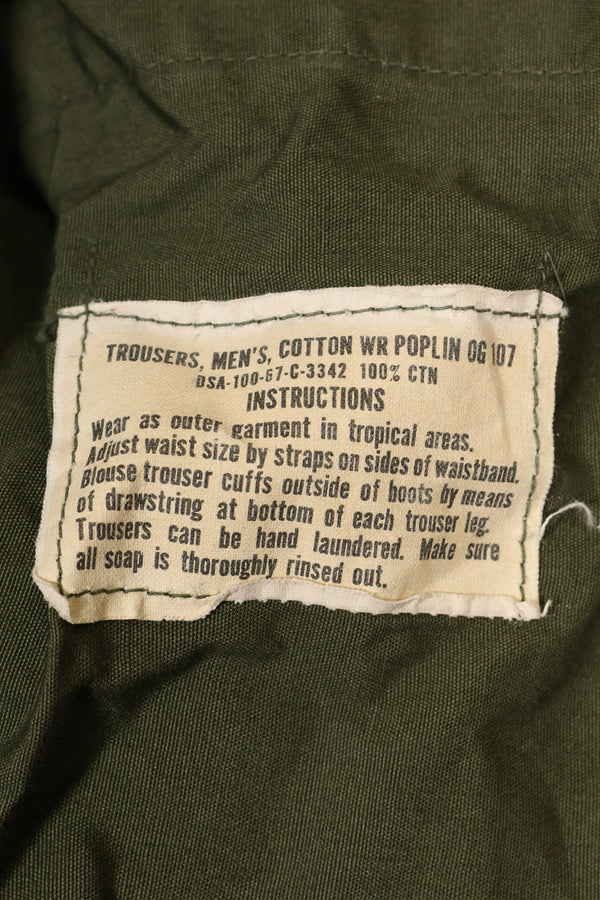 TROUSERS, MEN'S, COTTON WR POPLIN OG 107
DSA-100-67-C-3342 100% CTN
INSTRUCTIONS
Wear as outer garment in tropical areas.
Adjust waist size by straps on sides of waistband.
Blouse trouser cuffs outside of boots by means
of drawstring at bottom of each trouser leg.
Trousers can be hand laundered. Make sure
all soap is thoroughly rinsed out.